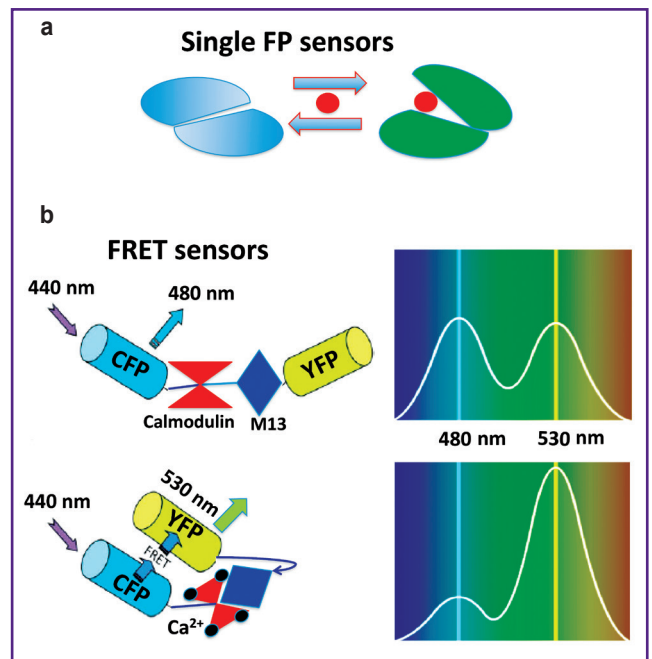 a
Single FP sensors
b
FRET sensors
440 nm
480 nm
CFP
YFP
Calmodulin
M13
480 nm
530 nm
440 nm
530 nm
YFP
FRET
CFP
Ca²⁺